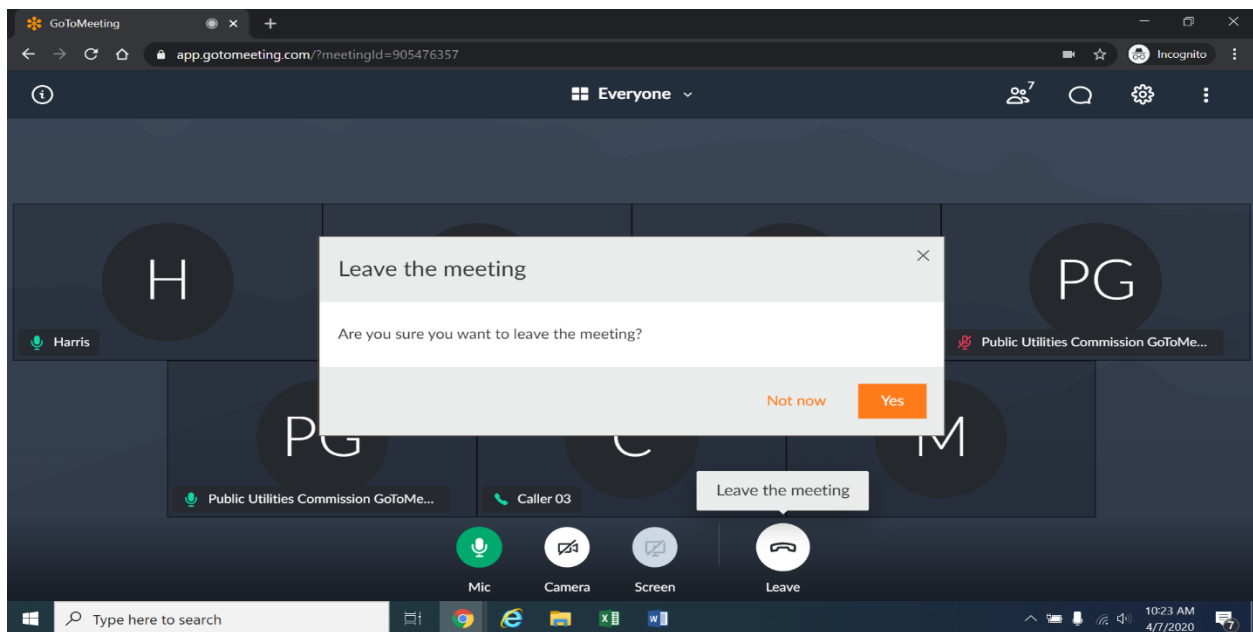 GoToMeeting
app.gotomeeting.com/?meetingId=905476357
Incognito
Everyone
7
H
PG
Harris
Public Utilities Commission GoToMe...
Leave the meeting
Are you sure you want to leave the meeting?
Not now
Yes
PG
C
M
Public Utilities Commission GoToMe...
Caller 03
Leave the meeting
Mic
Camera
Screen
Leave
Type here to search
10:23 AM
4/7/2020
7